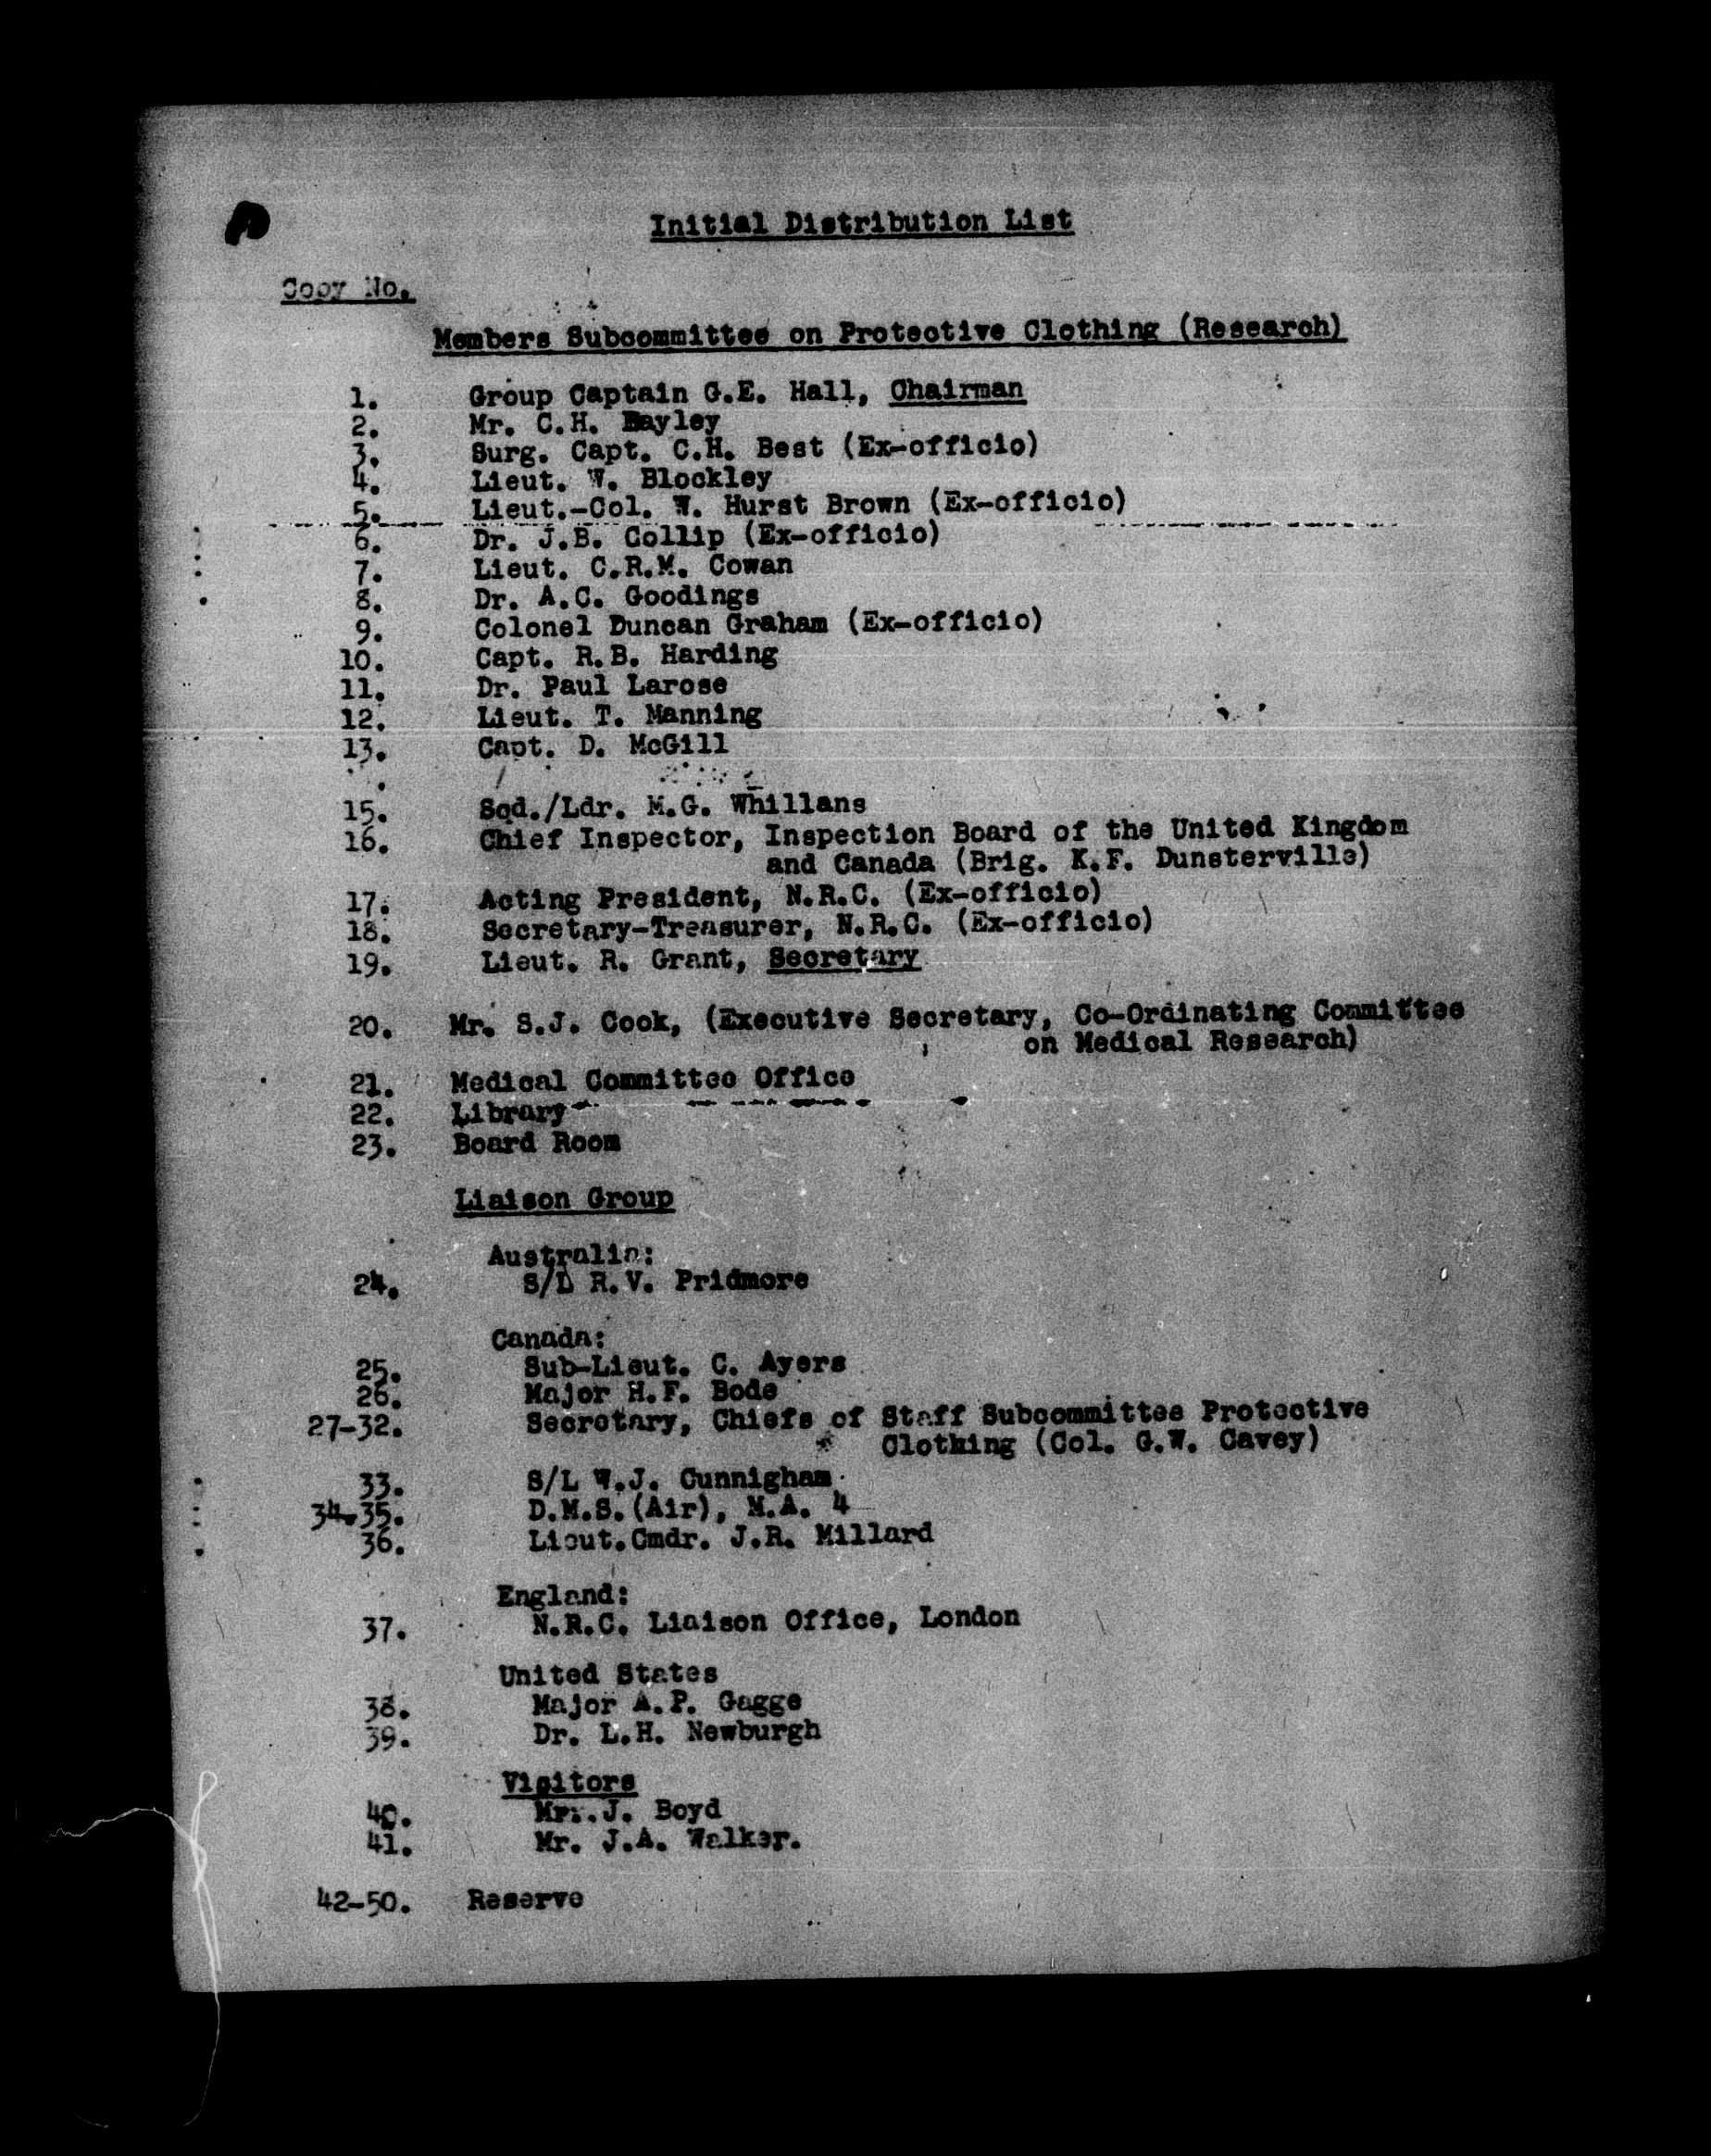 Initial Distribution List
Copy No.
Members Subcommittee on Protective Clothing (Research)
1. Group Captain G.E. Hall, Chairman
2. Mr. C.H. Bayley
3. Surg. Capt. C.H. Best (Ex-officio)
4. Lieut. W. Blockley
5. Lieut.-Col. W. Hurst Brown (Ex-officio)
6. Dr. J.B. Collip (Ex-officio)
7. Lieut. C.R.M. Cowan
8. Dr. A.C. Goodings
9. Colonel Duncan Graham (Ex-officio)
10. Capt. R.B. Harding
11. Dr. Paul Larose
12. Lieut. T. Manning
13. Capt. D. McGill
15. Sqd./Ldr. M.G. Whillans
16. Chief Inspector, Inspection Board of the United Kingdom
and Canada (Brig. K.F. Dunsterville)
17. Acting President, N.R.C. (Ex-officio)
18. Secretary-Treasurer, N.R.C. (Ex-officio)
19. Lieut. R. Grant, Secretary
20. Mr. S.J. Cook, (Executive Secretary, Co-Ordinating Committee
on Medical Research)
21. Medical Committee Office
22. Library
23. Board Room
Liaison Group
Australia:
24. S/L R.V. Pridmore
Canada:
25. Sub-Lieut. C. Ayers
26. Major H.F. Bode
27-32. Secretary, Chiefs of Staff Subcommittee Protective
Clothing (Col. G.W. Cavey)
33. S/L W.J. Cunnigham
34-35. D.M.S.(Air), M.A. 4
36. Lieut.Cmdr. J.R. Millard
England:
37. N.R.C. Liaison Office, London
United States
38. Major A.P. Gagge
39. Dr. L.H. Newburgh
Visitors
40. Mr. J. Boyd
41. Mr. J.A. Walker.
42-50. Reserve